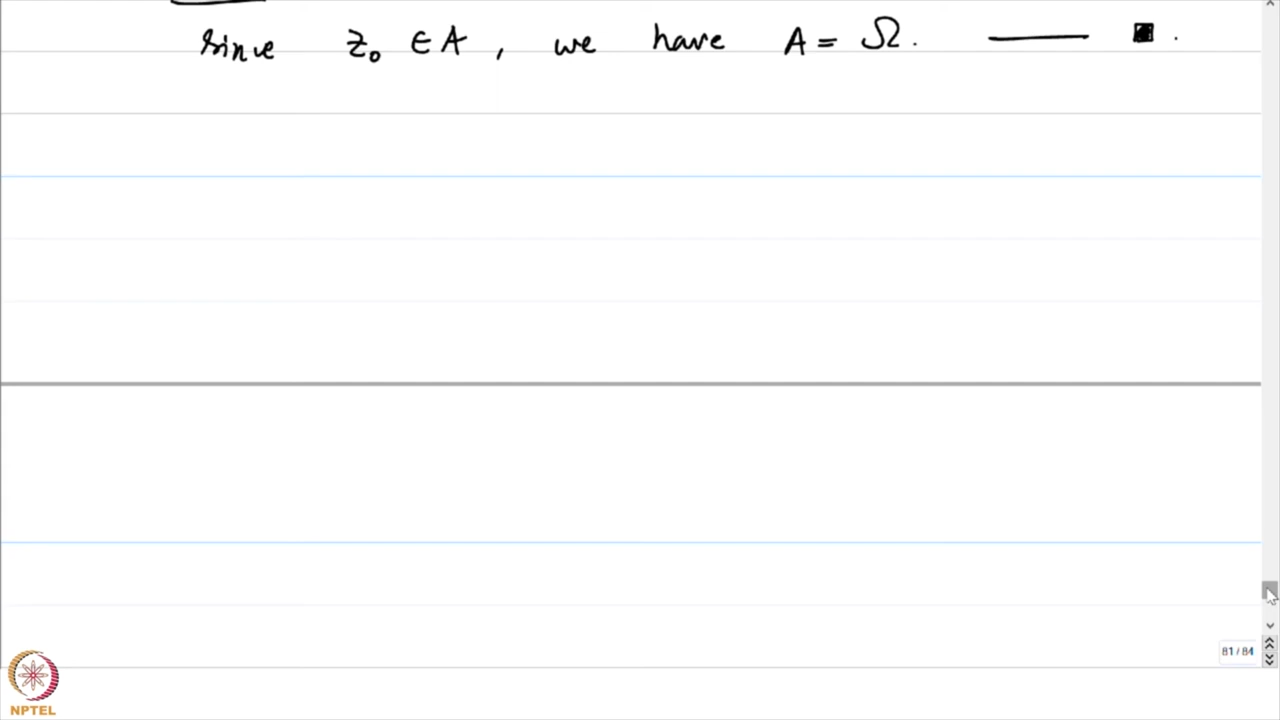 since z₀ ∈ A , we have A = Ω. — ■ .
81 / 84
NPTEL